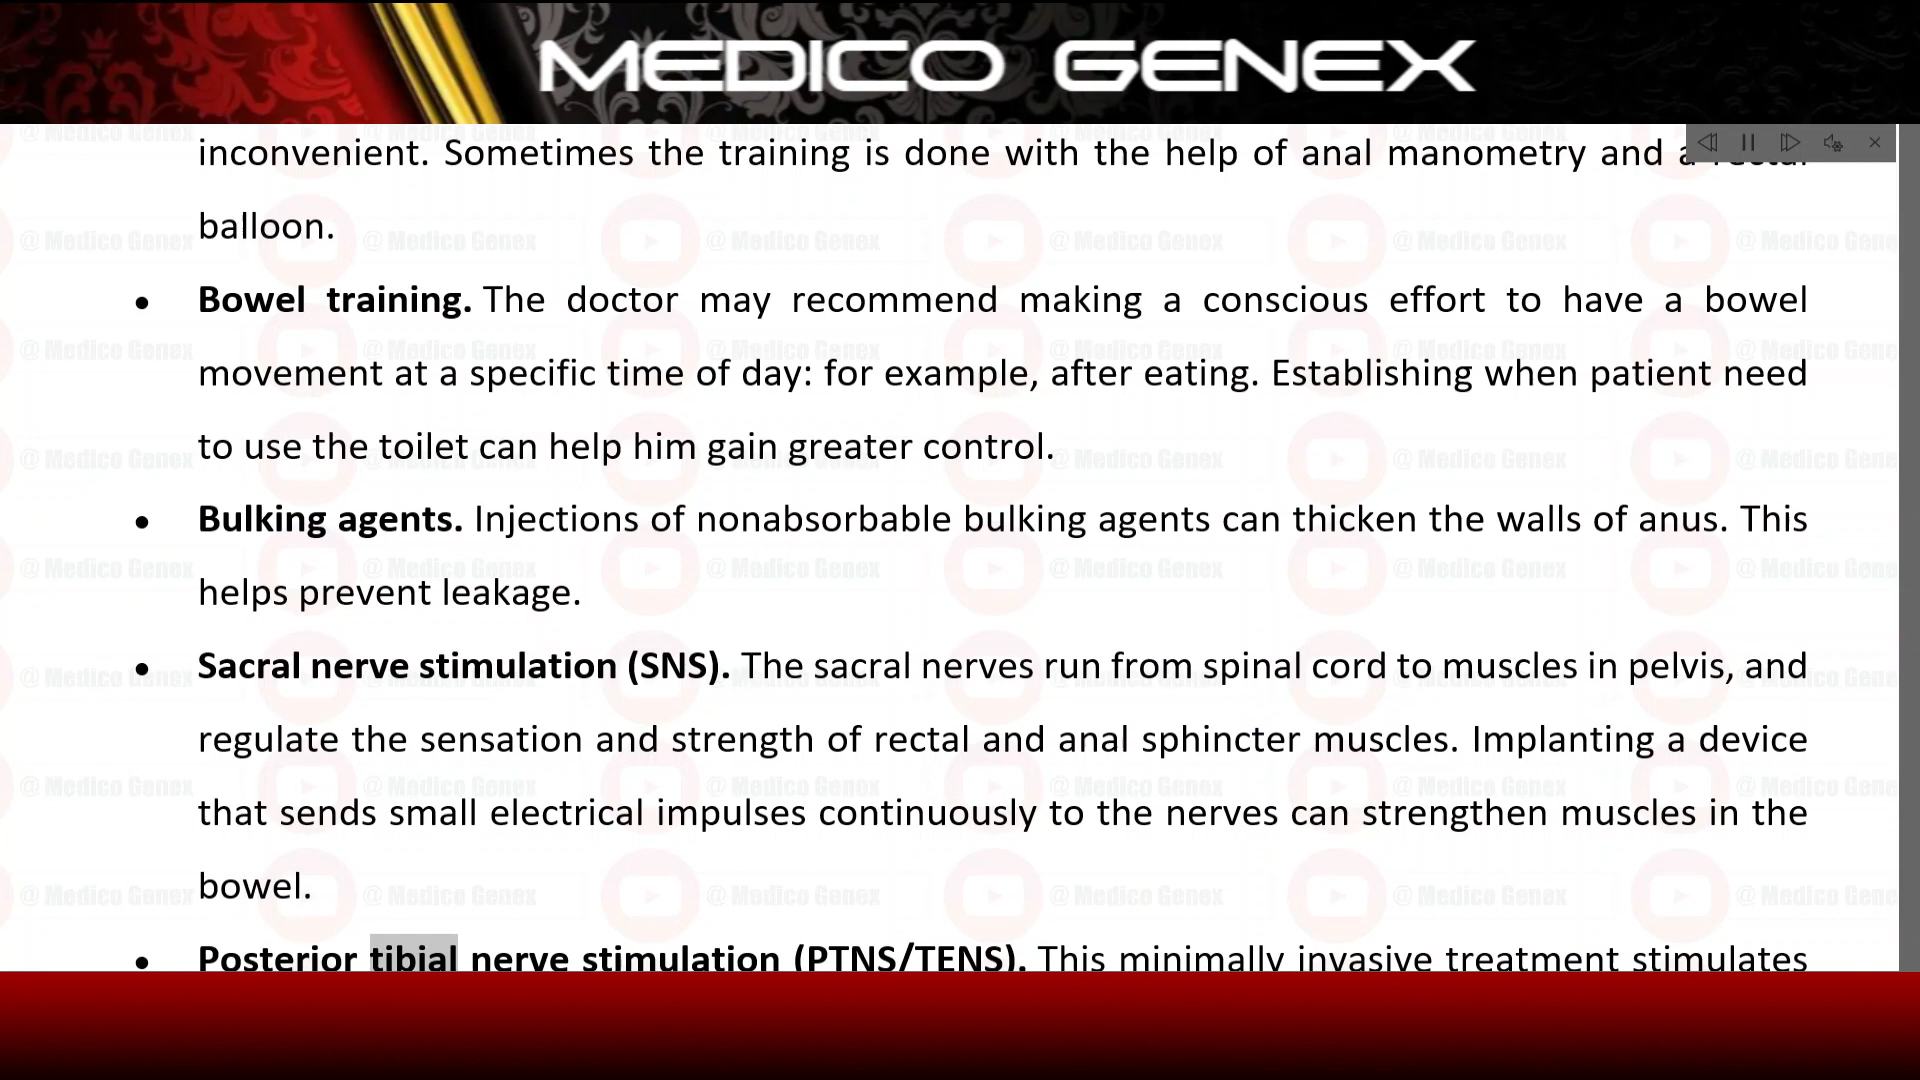 MEDICO GENEX
inconvenient. Sometimes the training is done with the help of anal manometry and a rectal
balloon.
• Bowel training. The doctor may recommend making a conscious effort to have a bowel
movement at a specific time of day: for example, after eating. Establishing when patient need
to use the toilet can help him gain greater control.
• Bulking agents. Injections of nonabsorbable bulking agents can thicken the walls of anus. This
helps prevent leakage.
• Sacral nerve stimulation (SNS). The sacral nerves run from spinal cord to muscles in pelvis, and
regulate the sensation and strength of rectal and anal sphincter muscles. Implanting a device
that sends small electrical impulses continuously to the nerves can strengthen muscles in the
bowel.
• Posterior tibial nerve stimulation (PTNS/TENS). This minimally invasive treatment stimulates
@ Medico Genex